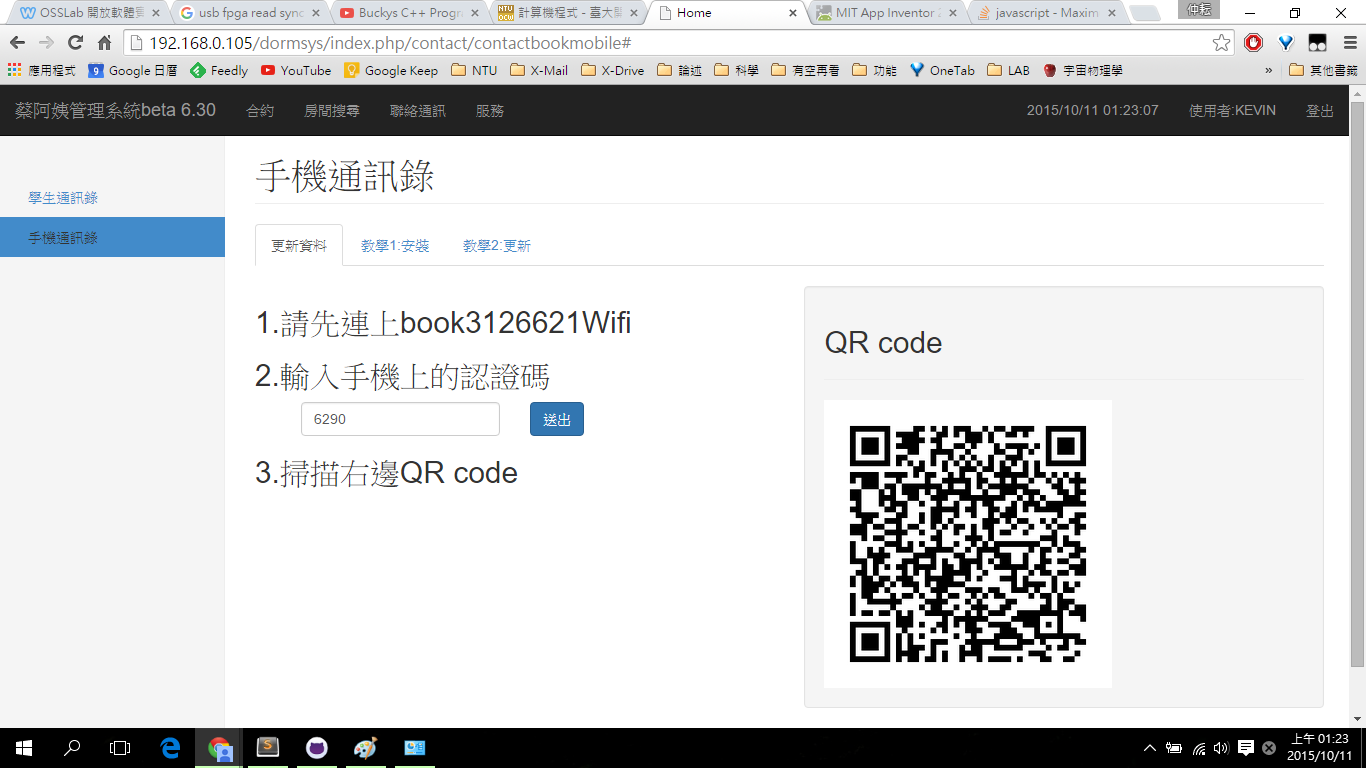 OSSLab 開放軟體實
usb fpga read sync
Buckys C++ Progr
計算機程式 - 臺大開
Home
MIT App Inventor 2
javascript - Maxim
仲耘
192.168.0.105/dormsys/index.php/contact/contactbookmobile#
應用程式
Google 日曆
Feedly
YouTube
Google Keep
NTU
X-Mail
X-Drive
論述
科學
有空再看
功能
OneTab
LAB
宇宙物理學
»
其他書籤
蔡阿姨管理系統beta 6.30
合約
房間搜尋
聯絡通訊
服務
2015/10/11 01:23:07
使用者:KEVIN
登出
學生通訊錄
手機通訊錄
手機通訊錄
更新資料
教學1:安裝
教學2:更新
1.請先連上book3126621Wifi
2.輸入手機上的認證碼
6290
送出
3.掃描右邊QR code
QR code
上午 01:23
2015/10/11